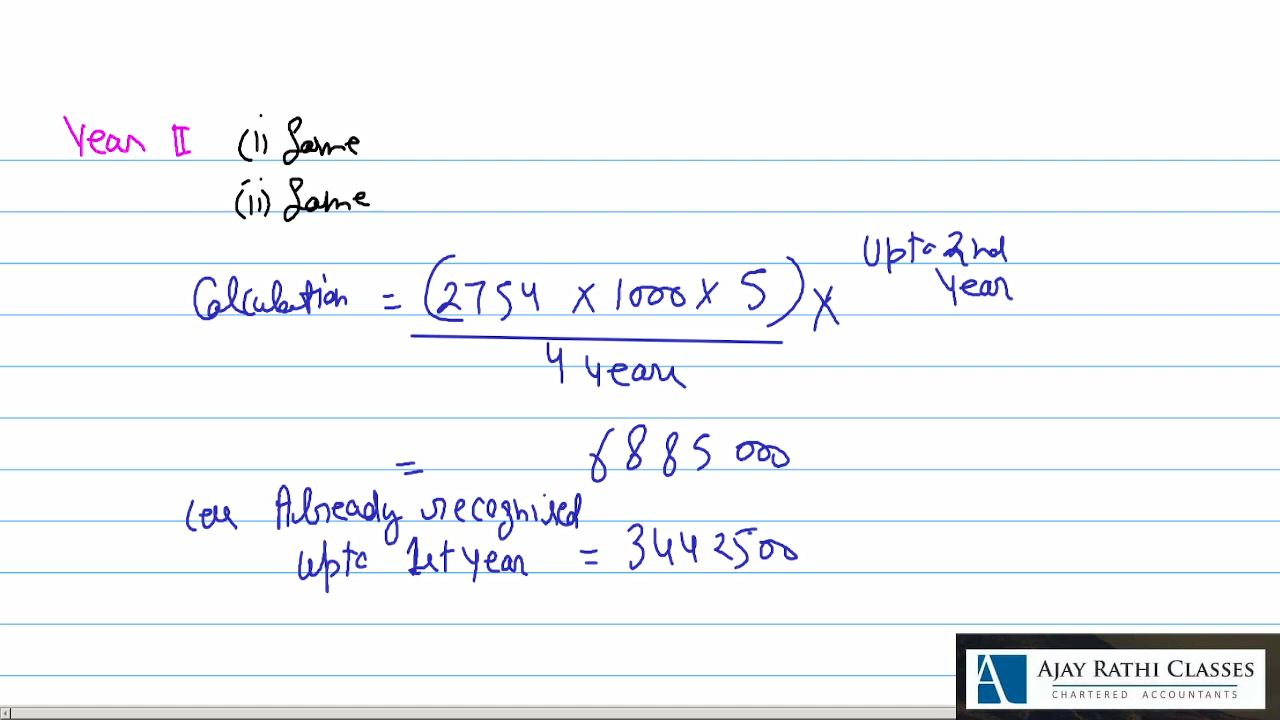 Year II (i) Same
(ii) Same
Upto 2nd
Year
Calculation = (2754 x 1000 x 5) x
4 years
= 6885000
Less Already recognised
upto 1st year = 3442500
AJAY RATHI CLASSES
CHARTERED ACCOUNTANTS